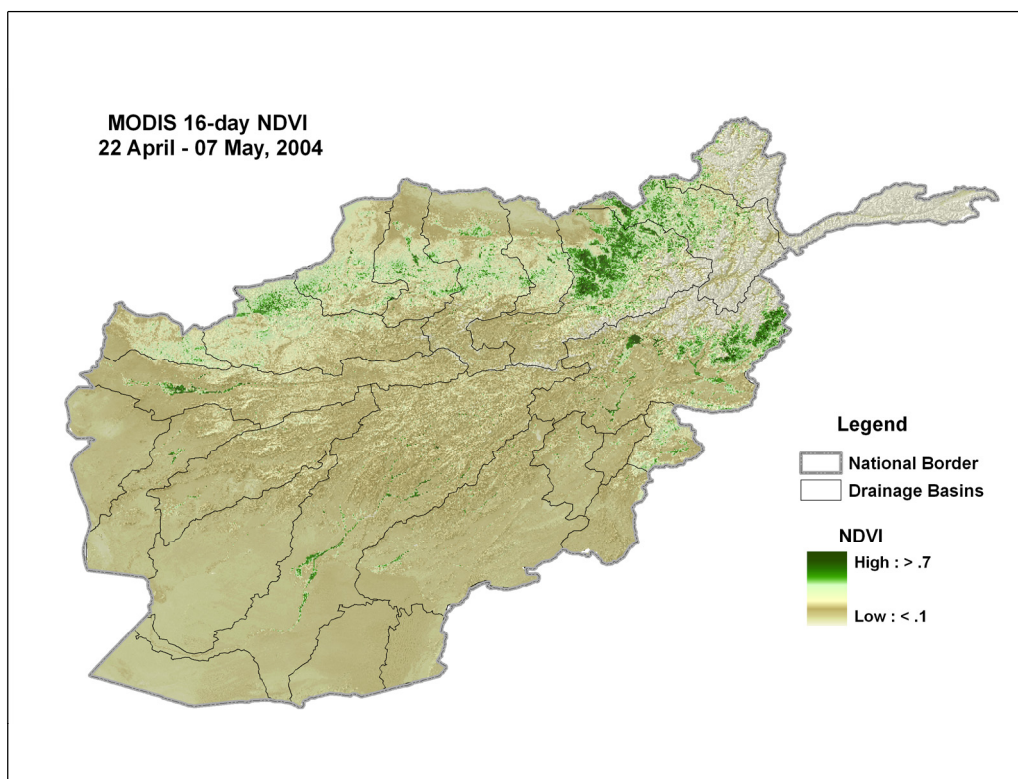 MODIS 16-day NDVI
22 April - 07 May, 2004
Legend
National Border
Drainage Basins
NDVI
High : > .7
Low : < .1